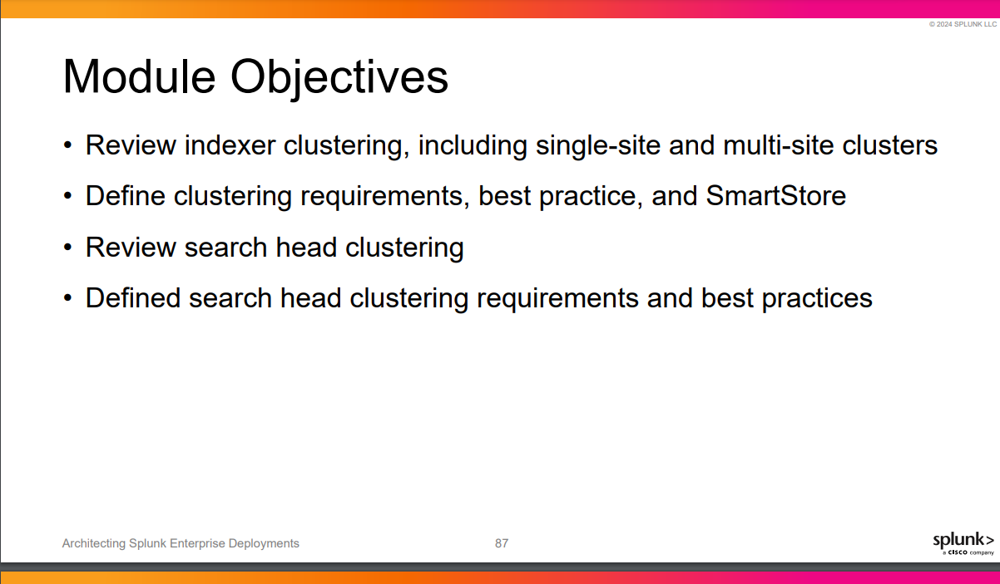 © 2024 SPLUNK LLC
Module Objectives
• Review indexer clustering, including single-site and multi-site clusters
• Define clustering requirements, best practice, and SmartStore
• Review search head clustering
• Defined search head clustering requirements and best practices
Architecting Splunk Enterprise Deployments
87
splunk>
a CISCO company